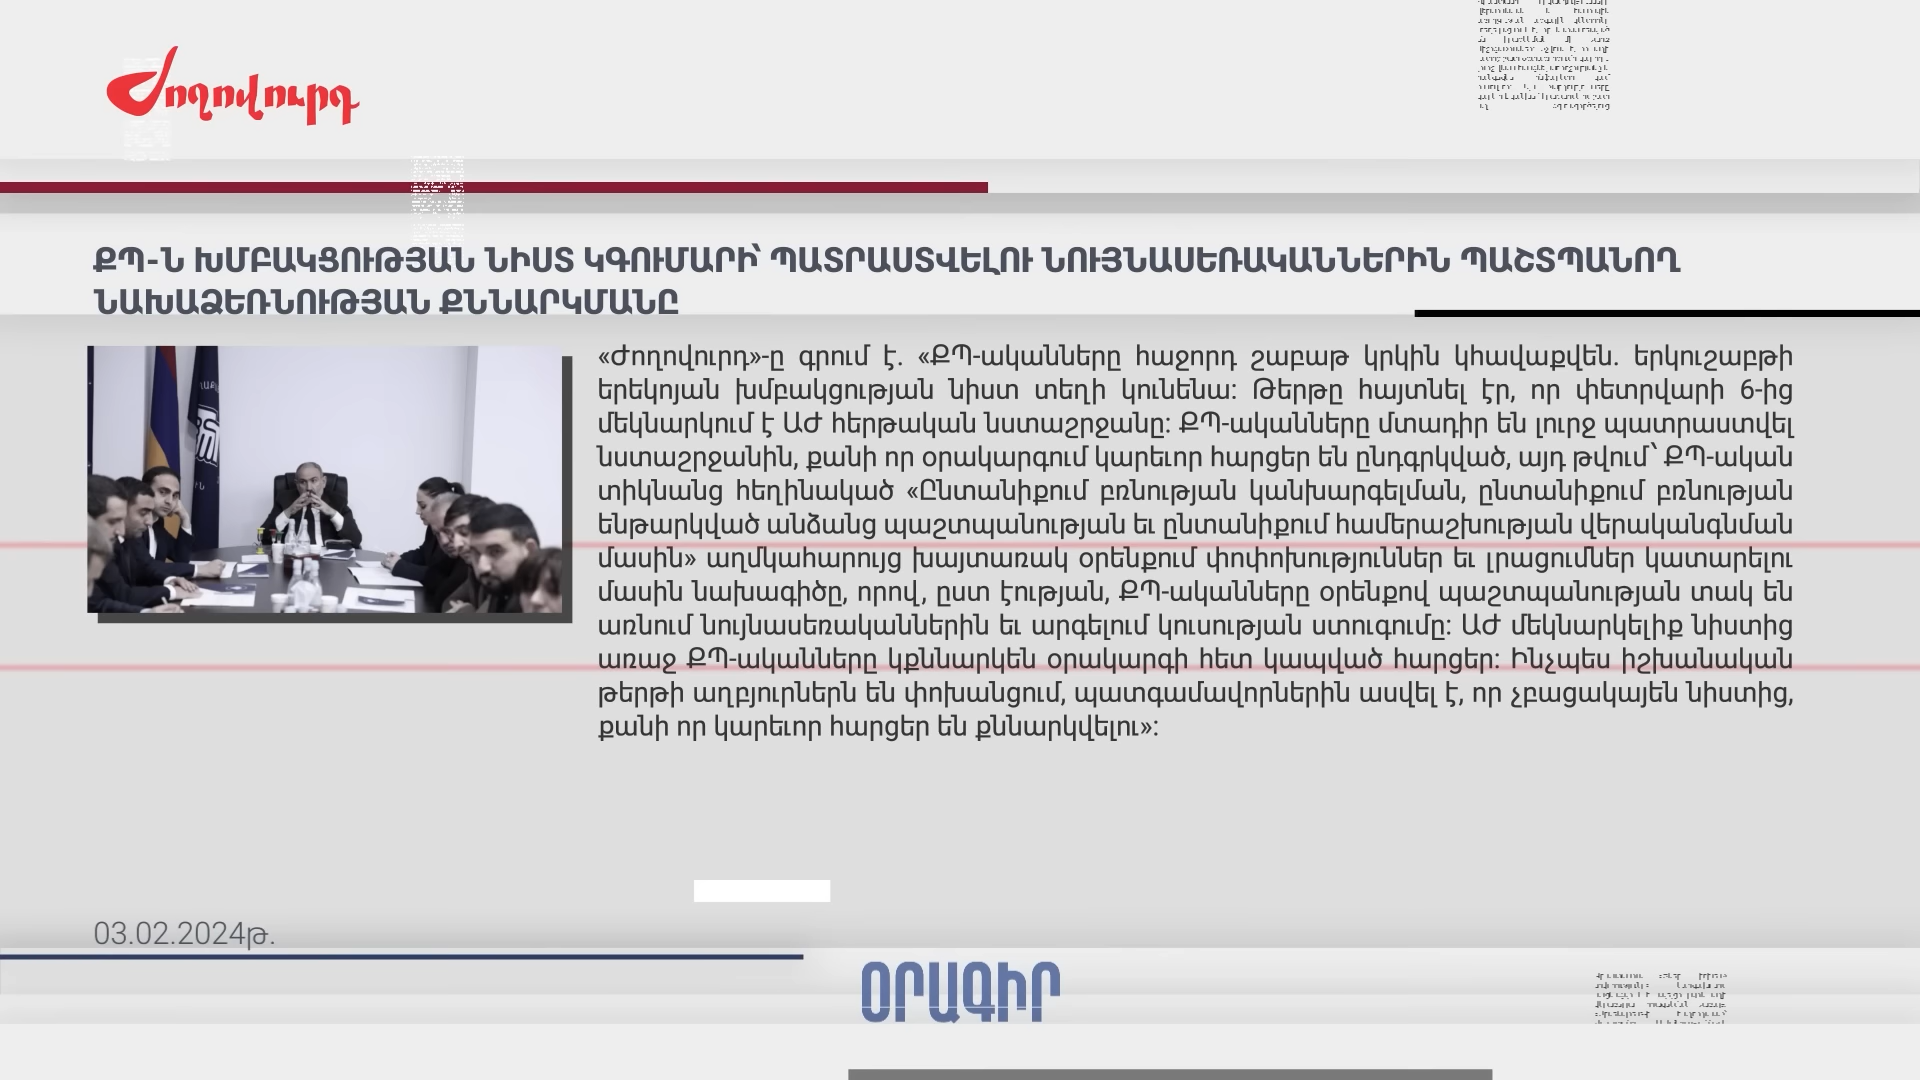 Ժողովուրդ
ՔՊ-Ն ԽՄԲԱԿՑՈՒԹՅԱՆ ՆԻՍՏ ԿԳՈՒՄԱՐԻ՝ ՊԱՏՐԱՍՏՎԵԼՈՒ ՆՈՒՅՆԱՍԵՌԱԿԱՆՆԵՐԻՆ ՊԱՇՏՊԱՆՈՂ
ՆԱԽԱՁԵՌՆՈՒԹՅԱՆ ՔՆՆԱՐԿՄԱՆԸ
«Ժողովուրդ»-ը գրում է. «ՔՊ-ականները հաջորդ շաբաթ կրկին կհավաքվեն. երկուշաբթի
երեկոյան խմբակցության նիստ տեղի կունենա: Թերթը հայտնել էր, որ փետրվարի 6-ից
մեկնարկում է ԱԺ հերթական նստաշրջանը: ՔՊ-ականները մտադիր են լուրջ պատրաստվել
նստաշրջանին, քանի որ օրակարգում կարեւոր հարցեր են ընդգրկված, այդ թվում՝ ՔՊ-ական
տիկնանց հեղինակած «Ընտանիքում բռնության կանխարգելման, ընտանիքում բռնության
ենթարկված անձանց պաշտպանության եւ ընտանիքում համերաշխության վերականգնման
մասին» աղմկահարույց խայտառակ օրենքում փոփոխություններ եւ լրացումներ կատարելու
մասին նախագիծը, որով, ըստ էության, ՔՊ-ականները օրենքով պաշտպանության տակ են
առնում նույնասեռականներին եւ արգելում կուսության ստուգումը: ԱԺ մեկնարկելիք նիստից
առաջ ՔՊ-ականները կքննարկեն օրակարգի հետ կապված հարցեր: Ինչպես իշխանական
թերթի աղբյուրներն են փոխանցում, պատգամավորներին ասվել է, որ չբացակայեն նիստից,
քանի որ կարեւոր հարցեր են քննարկվելու»:
03.02.2024թ.
ՕՐԱԳԻՐ